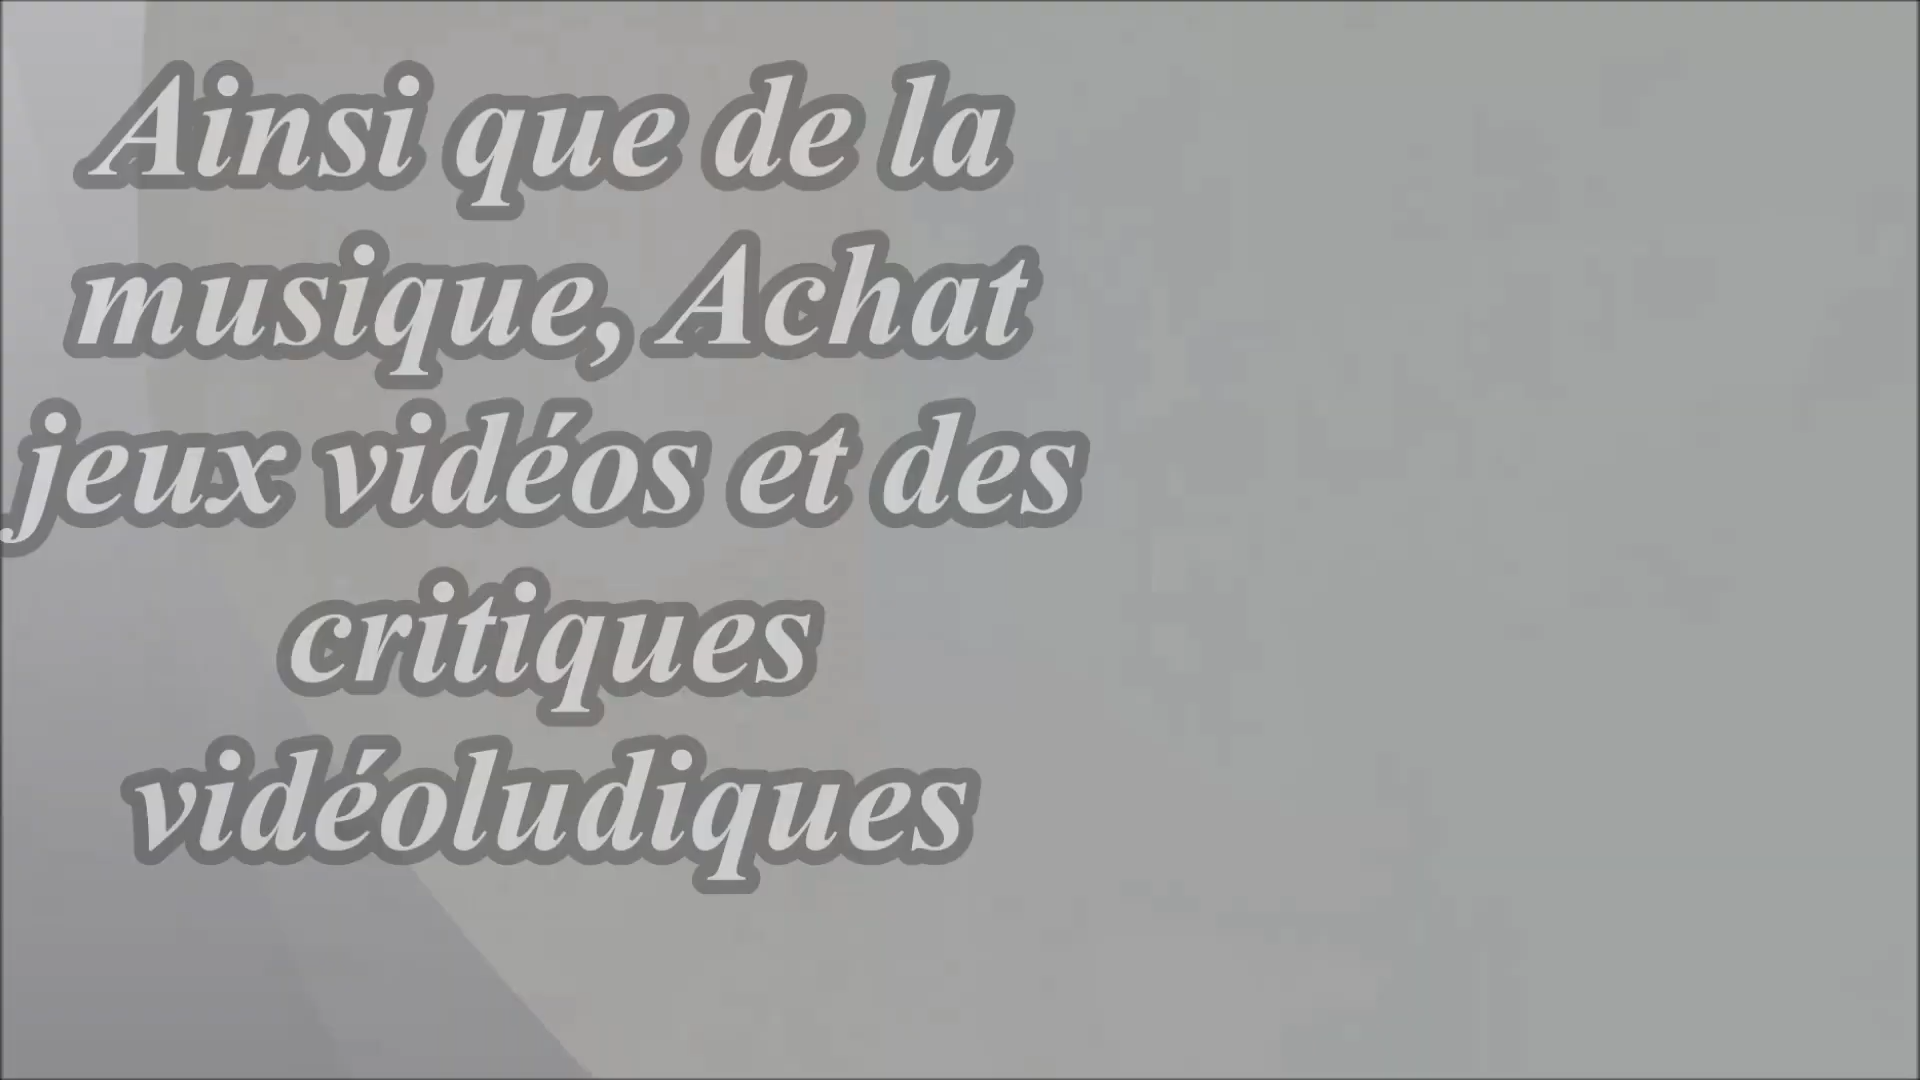 Ainsi que de la
musique, Achat
jeux vidéos et des
critiques
vidéoludiques